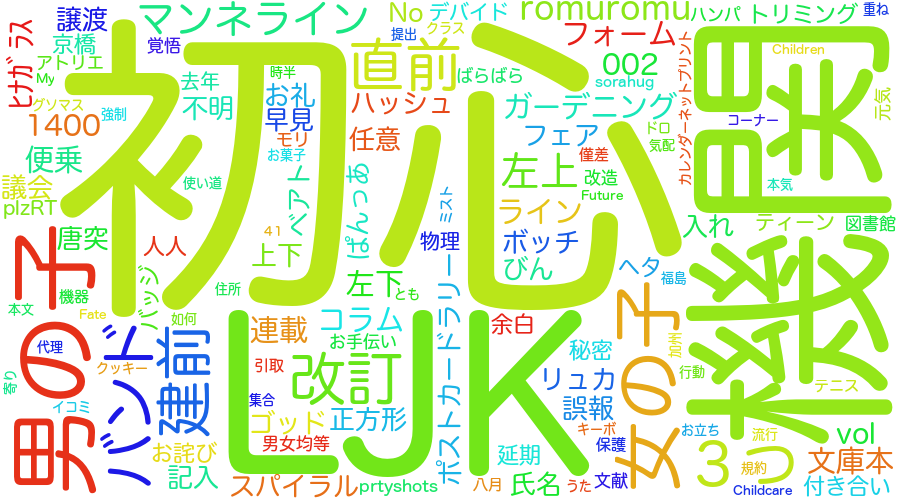 マンネライン
No
デバイド
romuromu
ハンパ
トリミング
重ね
譲渡
覚悟
提出
クラス
フォーム
Children
京橋
アトリエ
去年
直前
ばらばら
002
sorahug
My
ヒナガラス
グソマス
強制
不明
時半
お礼
早見
ハッシュ
ガーデニング
ドロ
コーナー
元気
1400
モリ
任意
フェア
気配
カレンダーネットプリント
便乗
お菓子
左上
僅差
改造
Future
本気
議会
使い道
ベアト
ぱんつあ
ミスト
ライン
ティーン
図書館
plzRT
唐突
初心
機関
41
物理
ボッチ
入れ
人人
上下
びん
ヘタ
福島
男の子
バッジ
左下
とも
本文
機器
住所
Fate
如何
コラム
ポストカードラリー
余白
女の子
加州
代理
バンド
建前
連載
お手伝い
秘密
行動
クッキー
引取
改訂
LJK
リュカ
テニス
寄り
イコミ
集合
ゴッド
正方形
誤報
キーボ
お立ち
流行
vol
お詫び
男女均等
延期
保護
3
つ
規約
文庫本
記入
スパイラル
prtyshots
八月
氏名
うた
文献
Childcare
付き合い